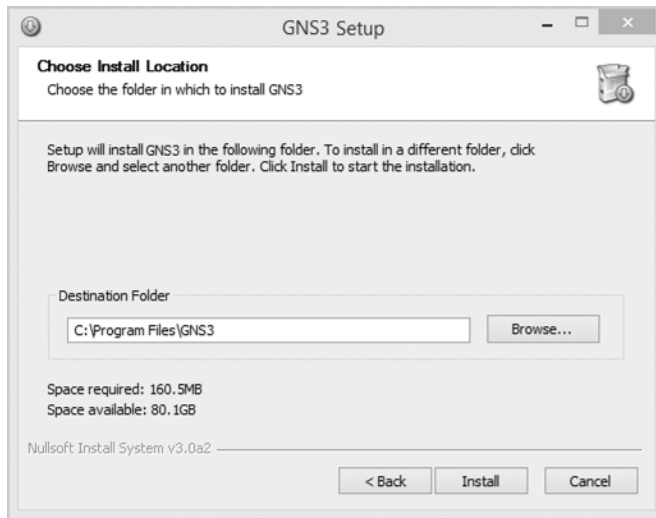 GNS3 Setup
Choose Install Location
Choose the folder in which to install GNS3
Setup will install GNS3 in the following folder. To install in a different folder, click
Browse and select another folder. Click Install to start the installation.
Destination Folder
C:\Program Files\GNS3
Browse...
Space required: 160.5MB
Space available: 80.1GB
Nullsoft Install System v3.0a2
< Back
Install
Cancel